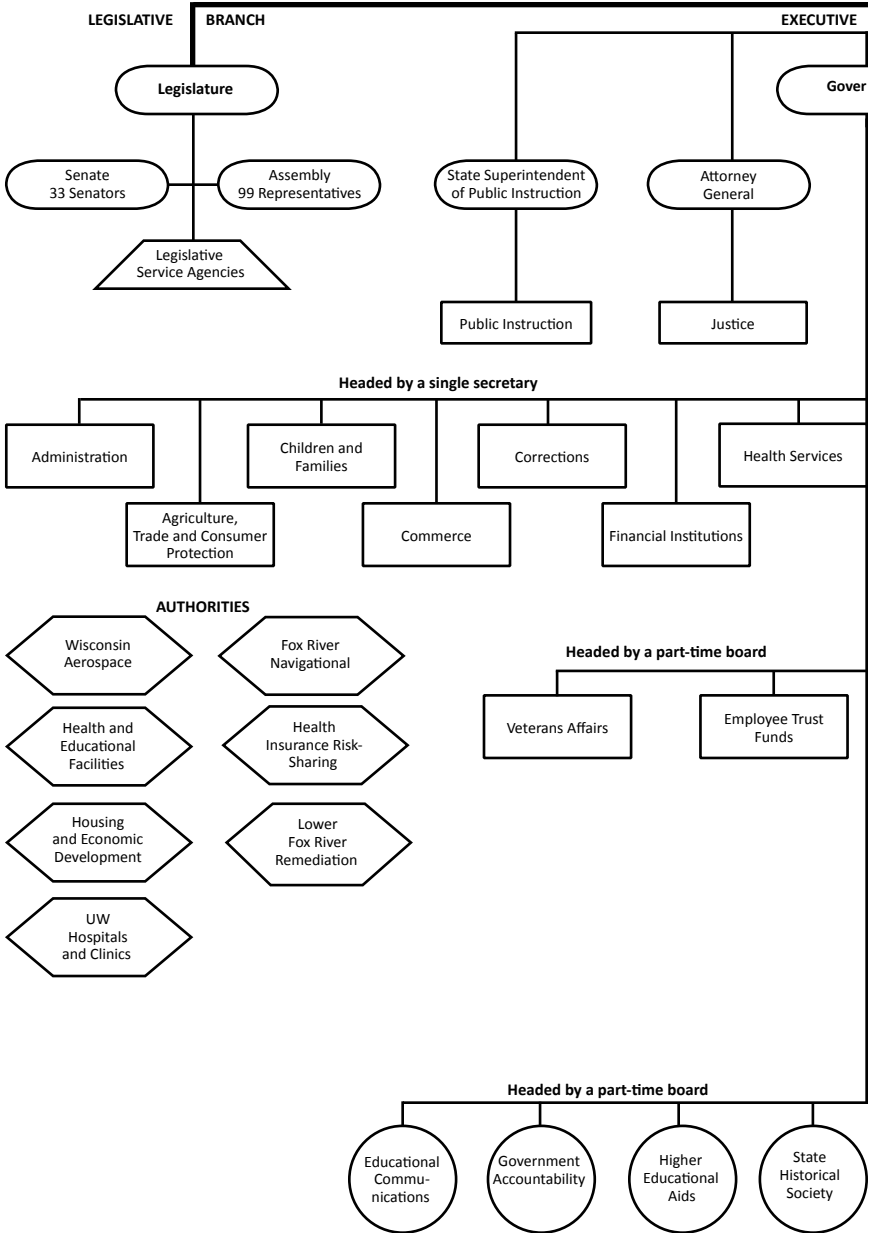 LEGISLATIVE BRANCH
EXECUTIVE
Legislature
Gover
Senate
33 Senators
Assembly
99 Representatives
State Superintendent
of Public Instruction
Attorney
General
Legislative
Service Agencies
Public Instruction
Justice
Headed by a single secretary
Administration
Children and
Families
Corrections
Health Services
Agriculture,
Trade and Consumer
Protection
Commerce
Financial Institutions
AUTHORITIES
Wisconsin
Aerospace
Fox River
Navigational
Headed by a part-time board
Health and
Educational
Facilities
Health
Insurance Risk-
Sharing
Veterans Affairs
Employee Trust
Funds
Housing
and Economic
Development
Lower
Fox River
Remediation
UW
Hospitals
and Clinics
Headed by a part-time board
Educational
Commu-
nications
Government
Accountability
Higher
Educational
Aids
State
Historical
Society